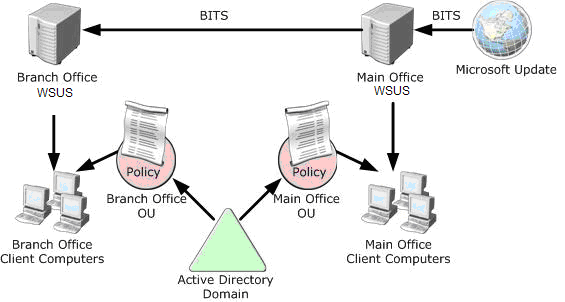 BITS
BITS
Branch Office
WSUS
Main Office
WSUS
Microsoft Update
Policy
Branch Office
OU
Policy
Main Office
OU
Branch Office
Client Computers
Active Directory
Domain
Main Office
Client Computers